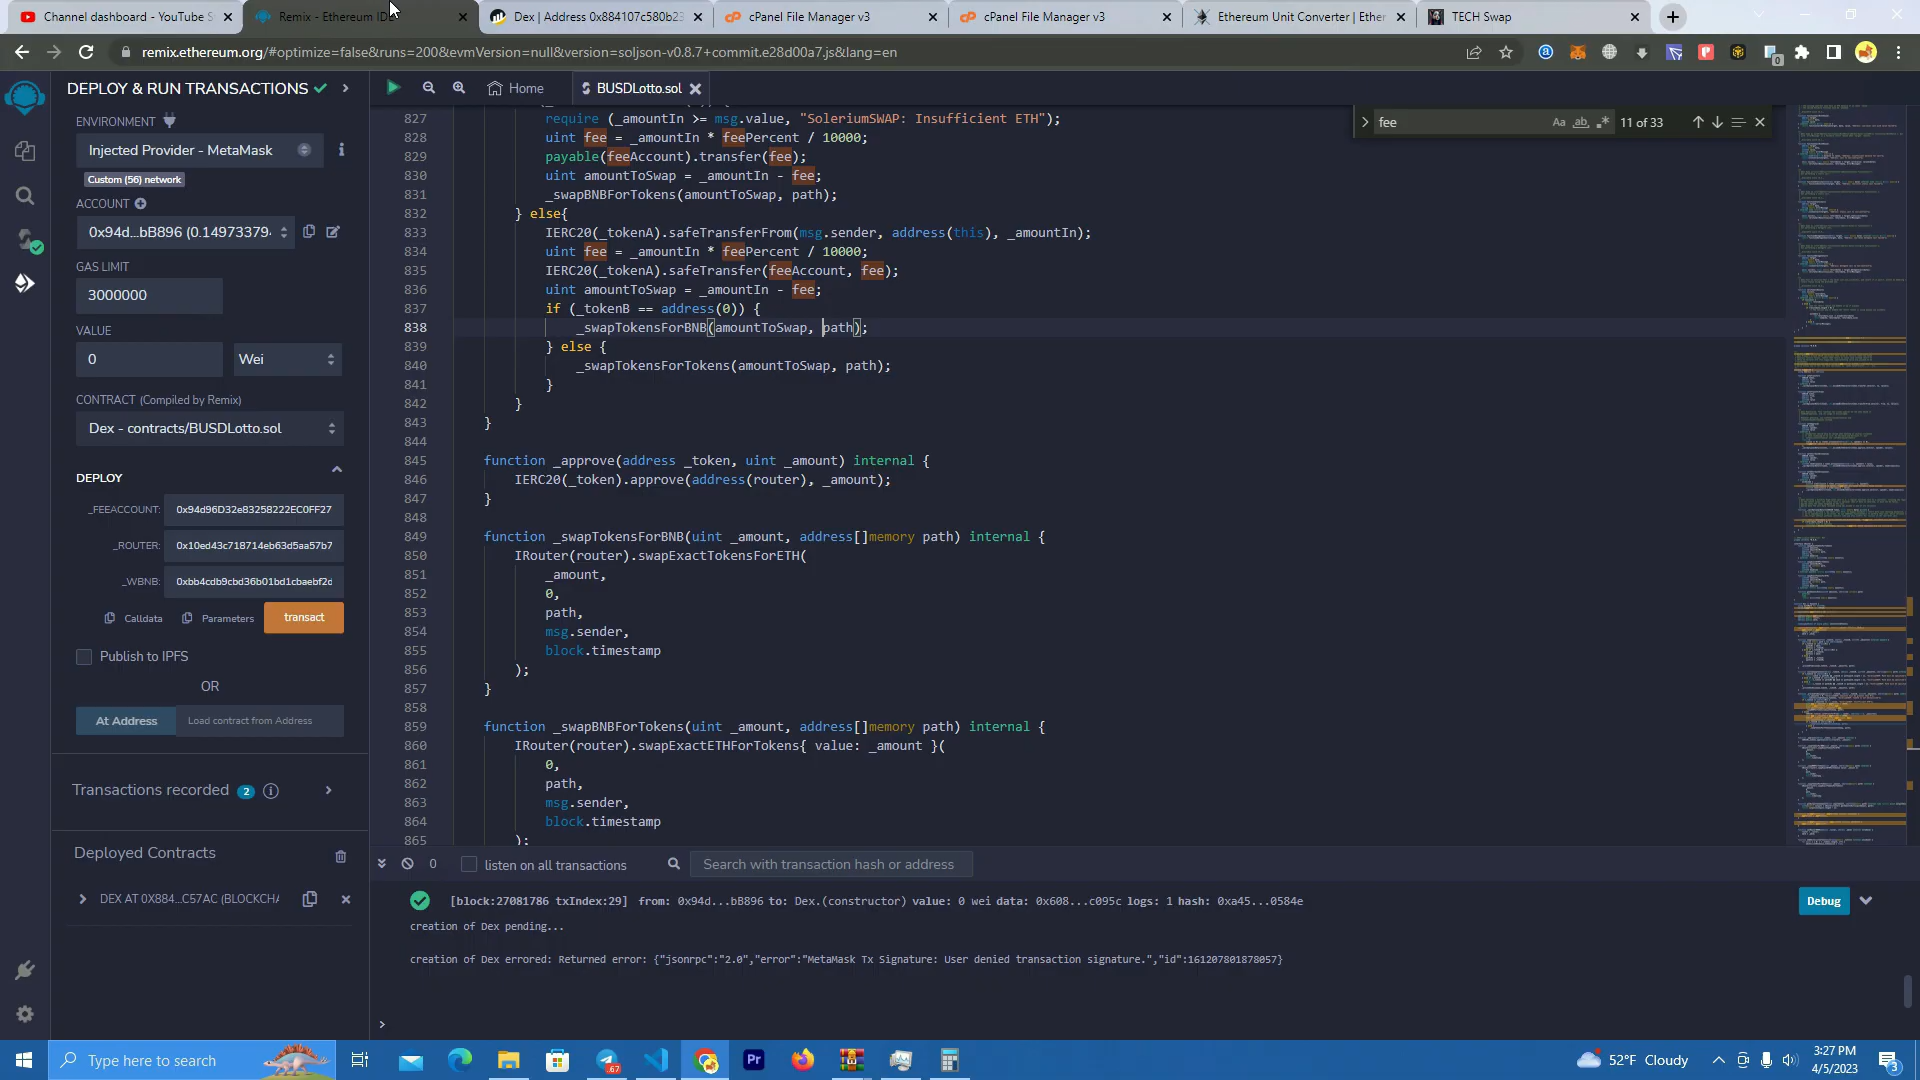 Channel dashboard - YouTube S
Remix - Ethereum IDE
Dex | Address 0x884107c580b23
cPanel File Manager v3
cPanel File Manager v3
Ethereum Unit Converter | Ether
TECH Swap
remix.ethereum.org/#optimize=false&runs=200&evmVersion=null&version=soljson-v0.8.7+commit.e28d00a7.js&lang=en
DEPLOY & RUN TRANSACTIONS
ENVIRONMENT
Injected Provider - MetaMask
Custom (56) network
ACCOUNT
0x94d...bB896 (0.149733794
GAS LIMIT
3000000
VALUE
0
Wei
CONTRACT (Compiled by Remix)
Dex - contracts/BUSDLotto.sol
DEPLOY
_FEEACCOUNT: 0x94d96D32e83258222EC0FF27
_ROUTER: 0x10ed43c718714eb63d5aa57b7
_WBNB: 0xbb4cdb9cbd36b01bd1cbaebf2d
Calldata
Parameters
transact
Publish to IPFS
OR
At Address
Load contract from Address
Transactions recorded 2
Deployed Contracts
DEX AT 0X884...C57AC (BLOCKCHA
Home
BUSDLotto.sol
fee
Aa
ab
11 of 33
827 require (_amountIn >= msg.value, "SoleriumSWAP: Insufficient ETH");
828 uint fee = _amountIn * feePercent / 10000;
829 payable(feeAccount).transfer(fee);
830 uint amountToSwap = _amountIn - fee;
831 _swapBNBForTokens(amountToSwap, path);
832 } else{
833 IERC20(_tokenA).safeTransferFrom(msg.sender, address(this), _amountIn);
834 uint fee = _amountIn * feePercent / 10000;
835 IERC20(_tokenA).safeTransfer(feeAccount, fee);
836 uint amountToSwap = _amountIn - fee;
837 if (_tokenB == address(0)) {
838 _swapTokensForBNB(amountToSwap, path);
839 } else {
840 _swapTokensForTokens(amountToSwap, path);
841 }
842 }
843 }
844
845 function _approve(address _token, uint _amount) internal {
846 IERC20(_token).approve(address(router), _amount);
847 }
848
849 function _swapTokensForBNB(uint _amount, address[]memory path) internal {
850 IRouter(router).swapExactTokensForETH(
851 _amount,
852 0,
853 path,
854 msg.sender,
855 block.timestamp
856 );
857 }
858
859 function _swapBNBForTokens(uint _amount, address[]memory path) internal {
860 IRouter(router).swapExactETHForTokens{ value: _amount }(
861 0,
862 path,
863 msg.sender,
864 block.timestamp
865 );
0
listen on all transactions
Search with transaction hash or address
[block:27081786 txIndex:29] from: 0x94d...bB896 to: Dex.(constructor) value: 0 wei data: 0x608...c095c logs: 1 hash: 0xa45...0584e
Debug
creation of Dex pending...
creation of Dex errored: Returned error: {"jsonrpc":"2.0","error":"MetaMask Tx Signature: User denied transaction signature.","id":161207801878057}
>
Type here to search
Pr
.67
52°F Cloudy
3:27 PM
4/5/2023
3